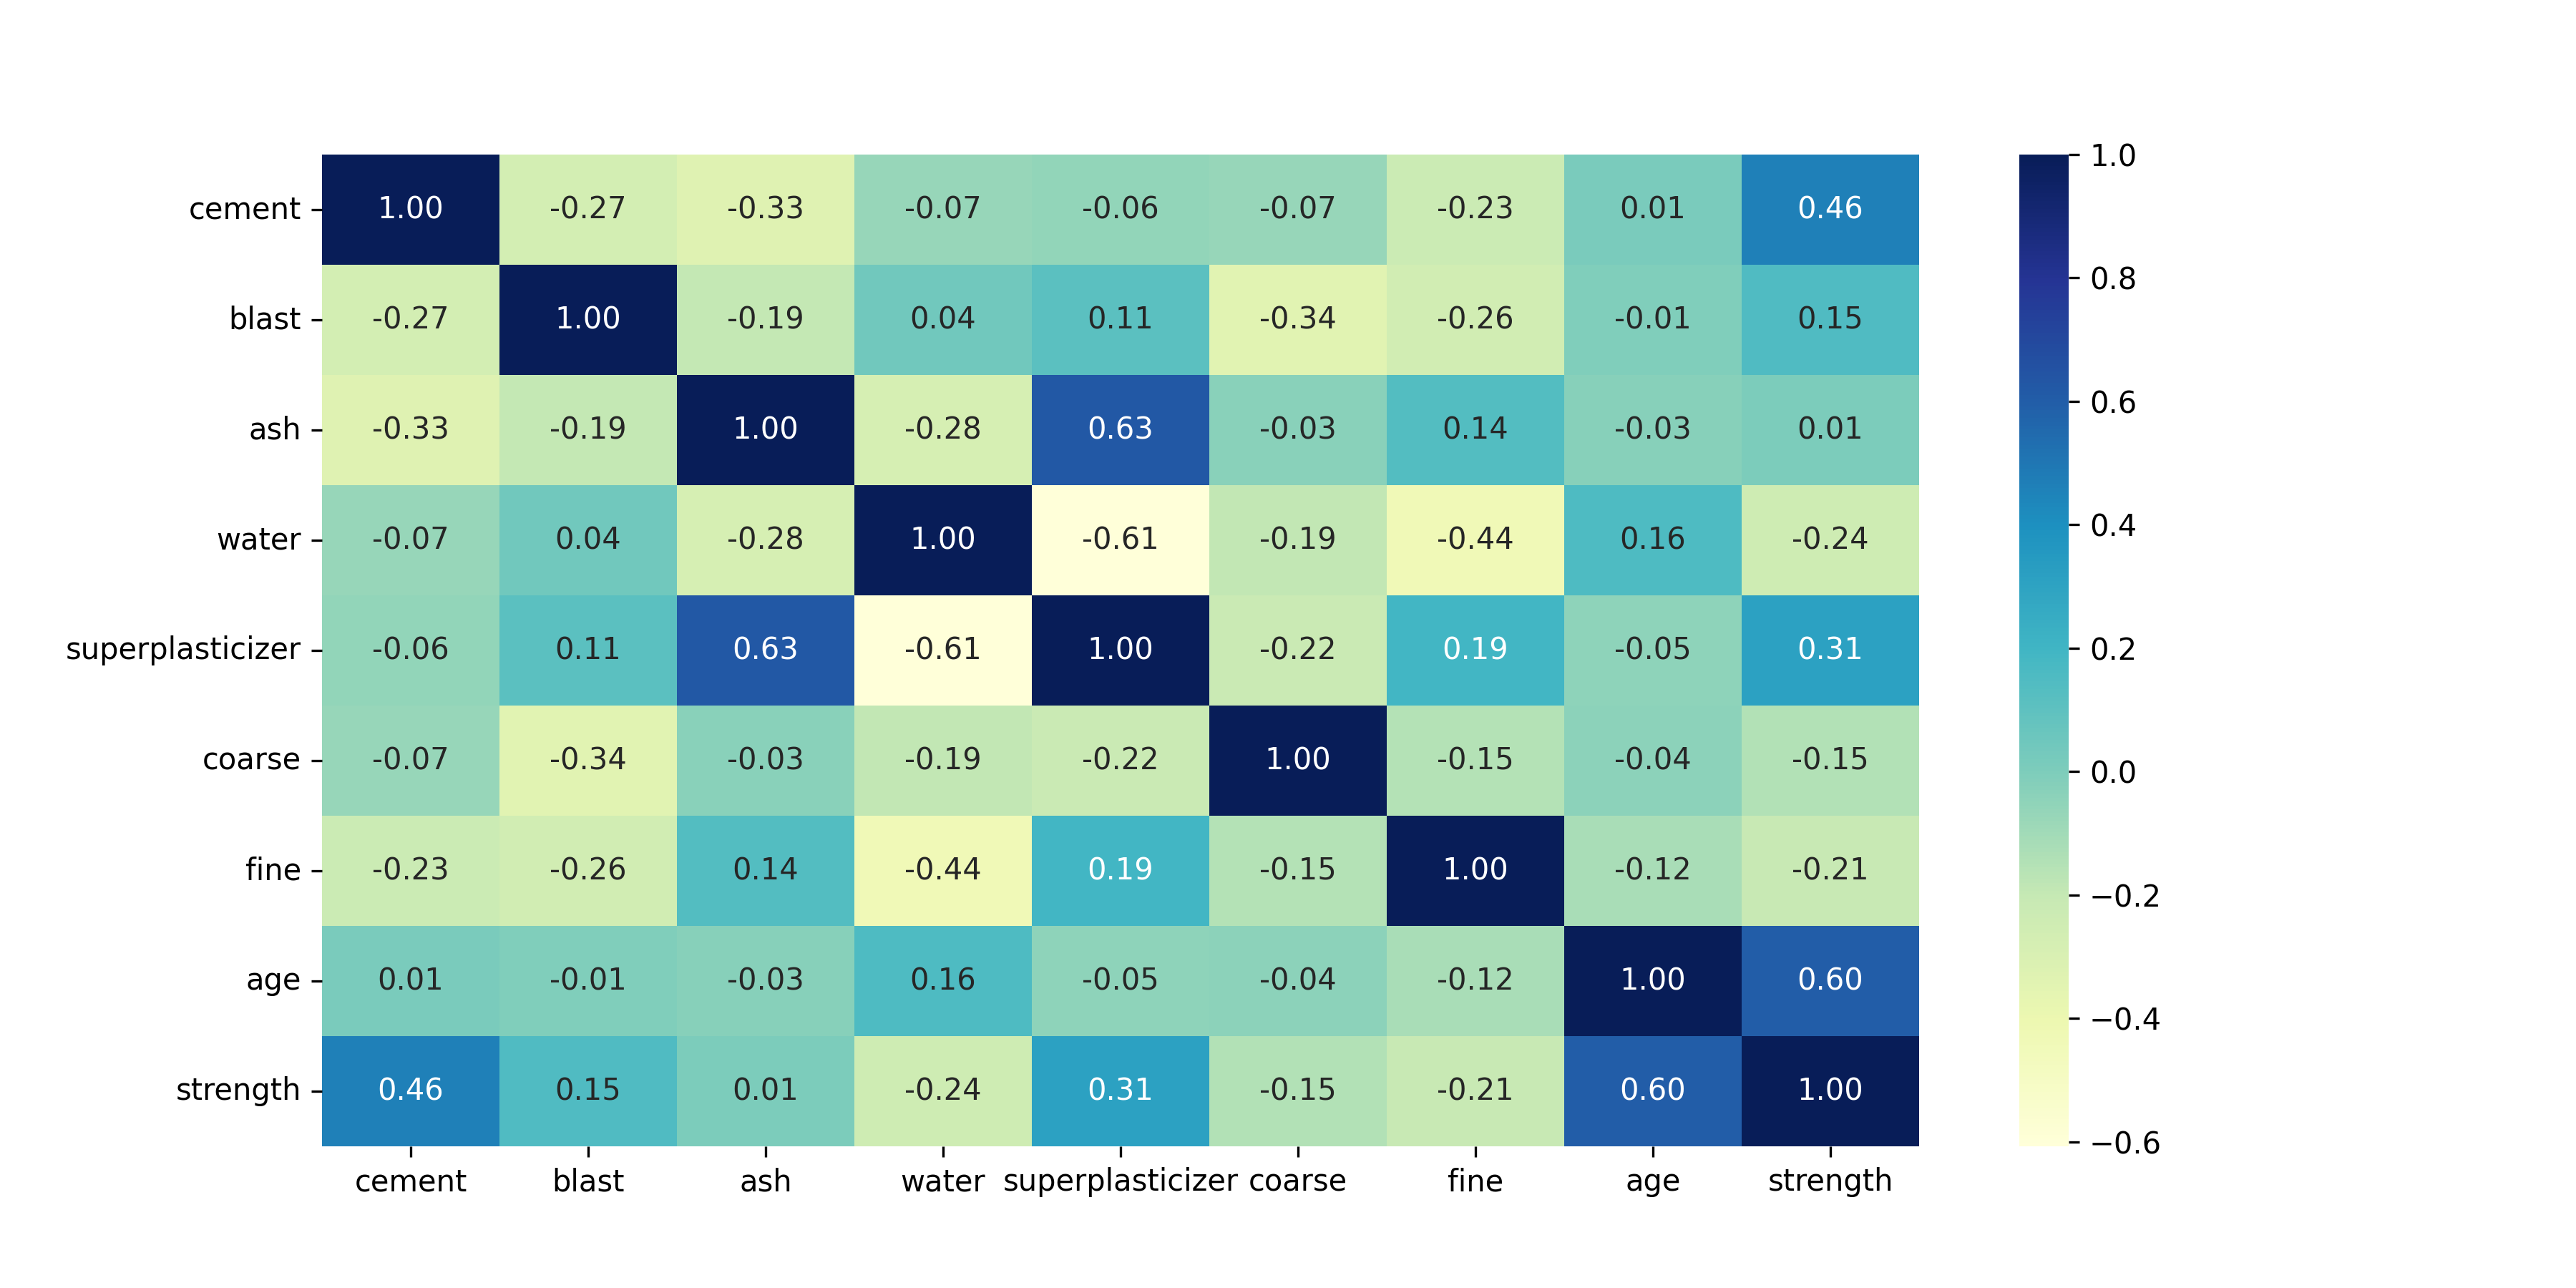 cement 1.00 -0.27 -0.33 -0.07 -0.06 -0.07 -0.23 0.01 0.46
blast -0.27 1.00 -0.19 0.04 0.11 -0.34 -0.26 -0.01 0.15
ash -0.33 -0.19 1.00 -0.28 0.63 -0.03 0.14 -0.03 0.01
water -0.07 0.04 -0.28 1.00 -0.61 -0.19 -0.44 0.16 -0.24
superplasticizer -0.06 0.11 0.63 -0.61 1.00 -0.22 0.19 -0.05 0.31
coarse -0.07 -0.34 -0.03 -0.19 -0.22 1.00 -0.15 -0.04 -0.15
fine -0.23 -0.26 0.14 -0.44 0.19 -0.15 1.00 -0.12 -0.21
age 0.01 -0.01 -0.03 0.16 -0.05 -0.04 -0.12 1.00 0.60
strength 0.46 0.15 0.01 -0.24 0.31 -0.15 -0.21 0.60 1.00
cement blast ash water superplasticizer coarse fine age strength
1.0
0.8
0.6
0.4
0.2
0.0
−0.2
−0.4
−0.6